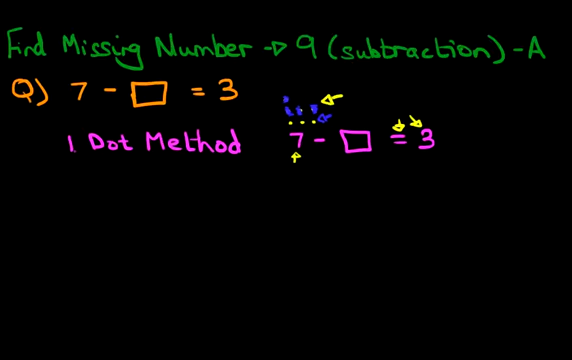 Find Missing Number → 9 (subtraction) - A
Q) 7 - □ = 3
1. Dot Method 7 - □ = 3